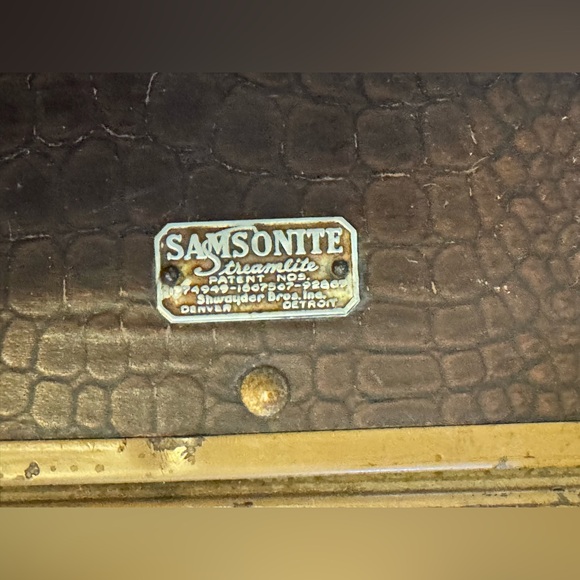 SAMSONITE
Streamlite
PATENT NOS.
Shwayder Bros. Inc.
DENVER DETROIT